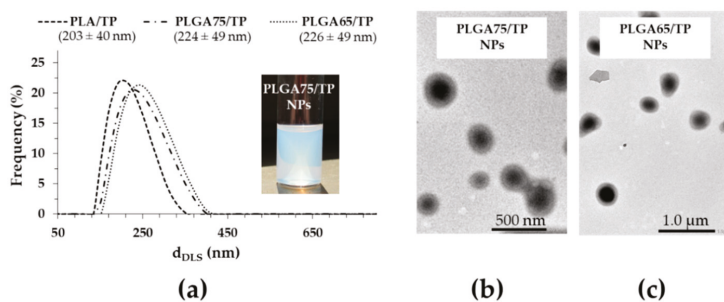 PLA/TP PLGA75/TP PLGA65/TP
(203 ± 40 nm) (224 ± 49 nm) (226 ± 49 nm)
Frequency (%)
30
25
20
15
10
5
0
50 250 450 650
d_DLS (nm)
PLGA75/TP
NPs
(a)
PLGA75/TP
NPs
500 nm
(b)
PLGA65/TP
NPs
1.0 µm
(c)